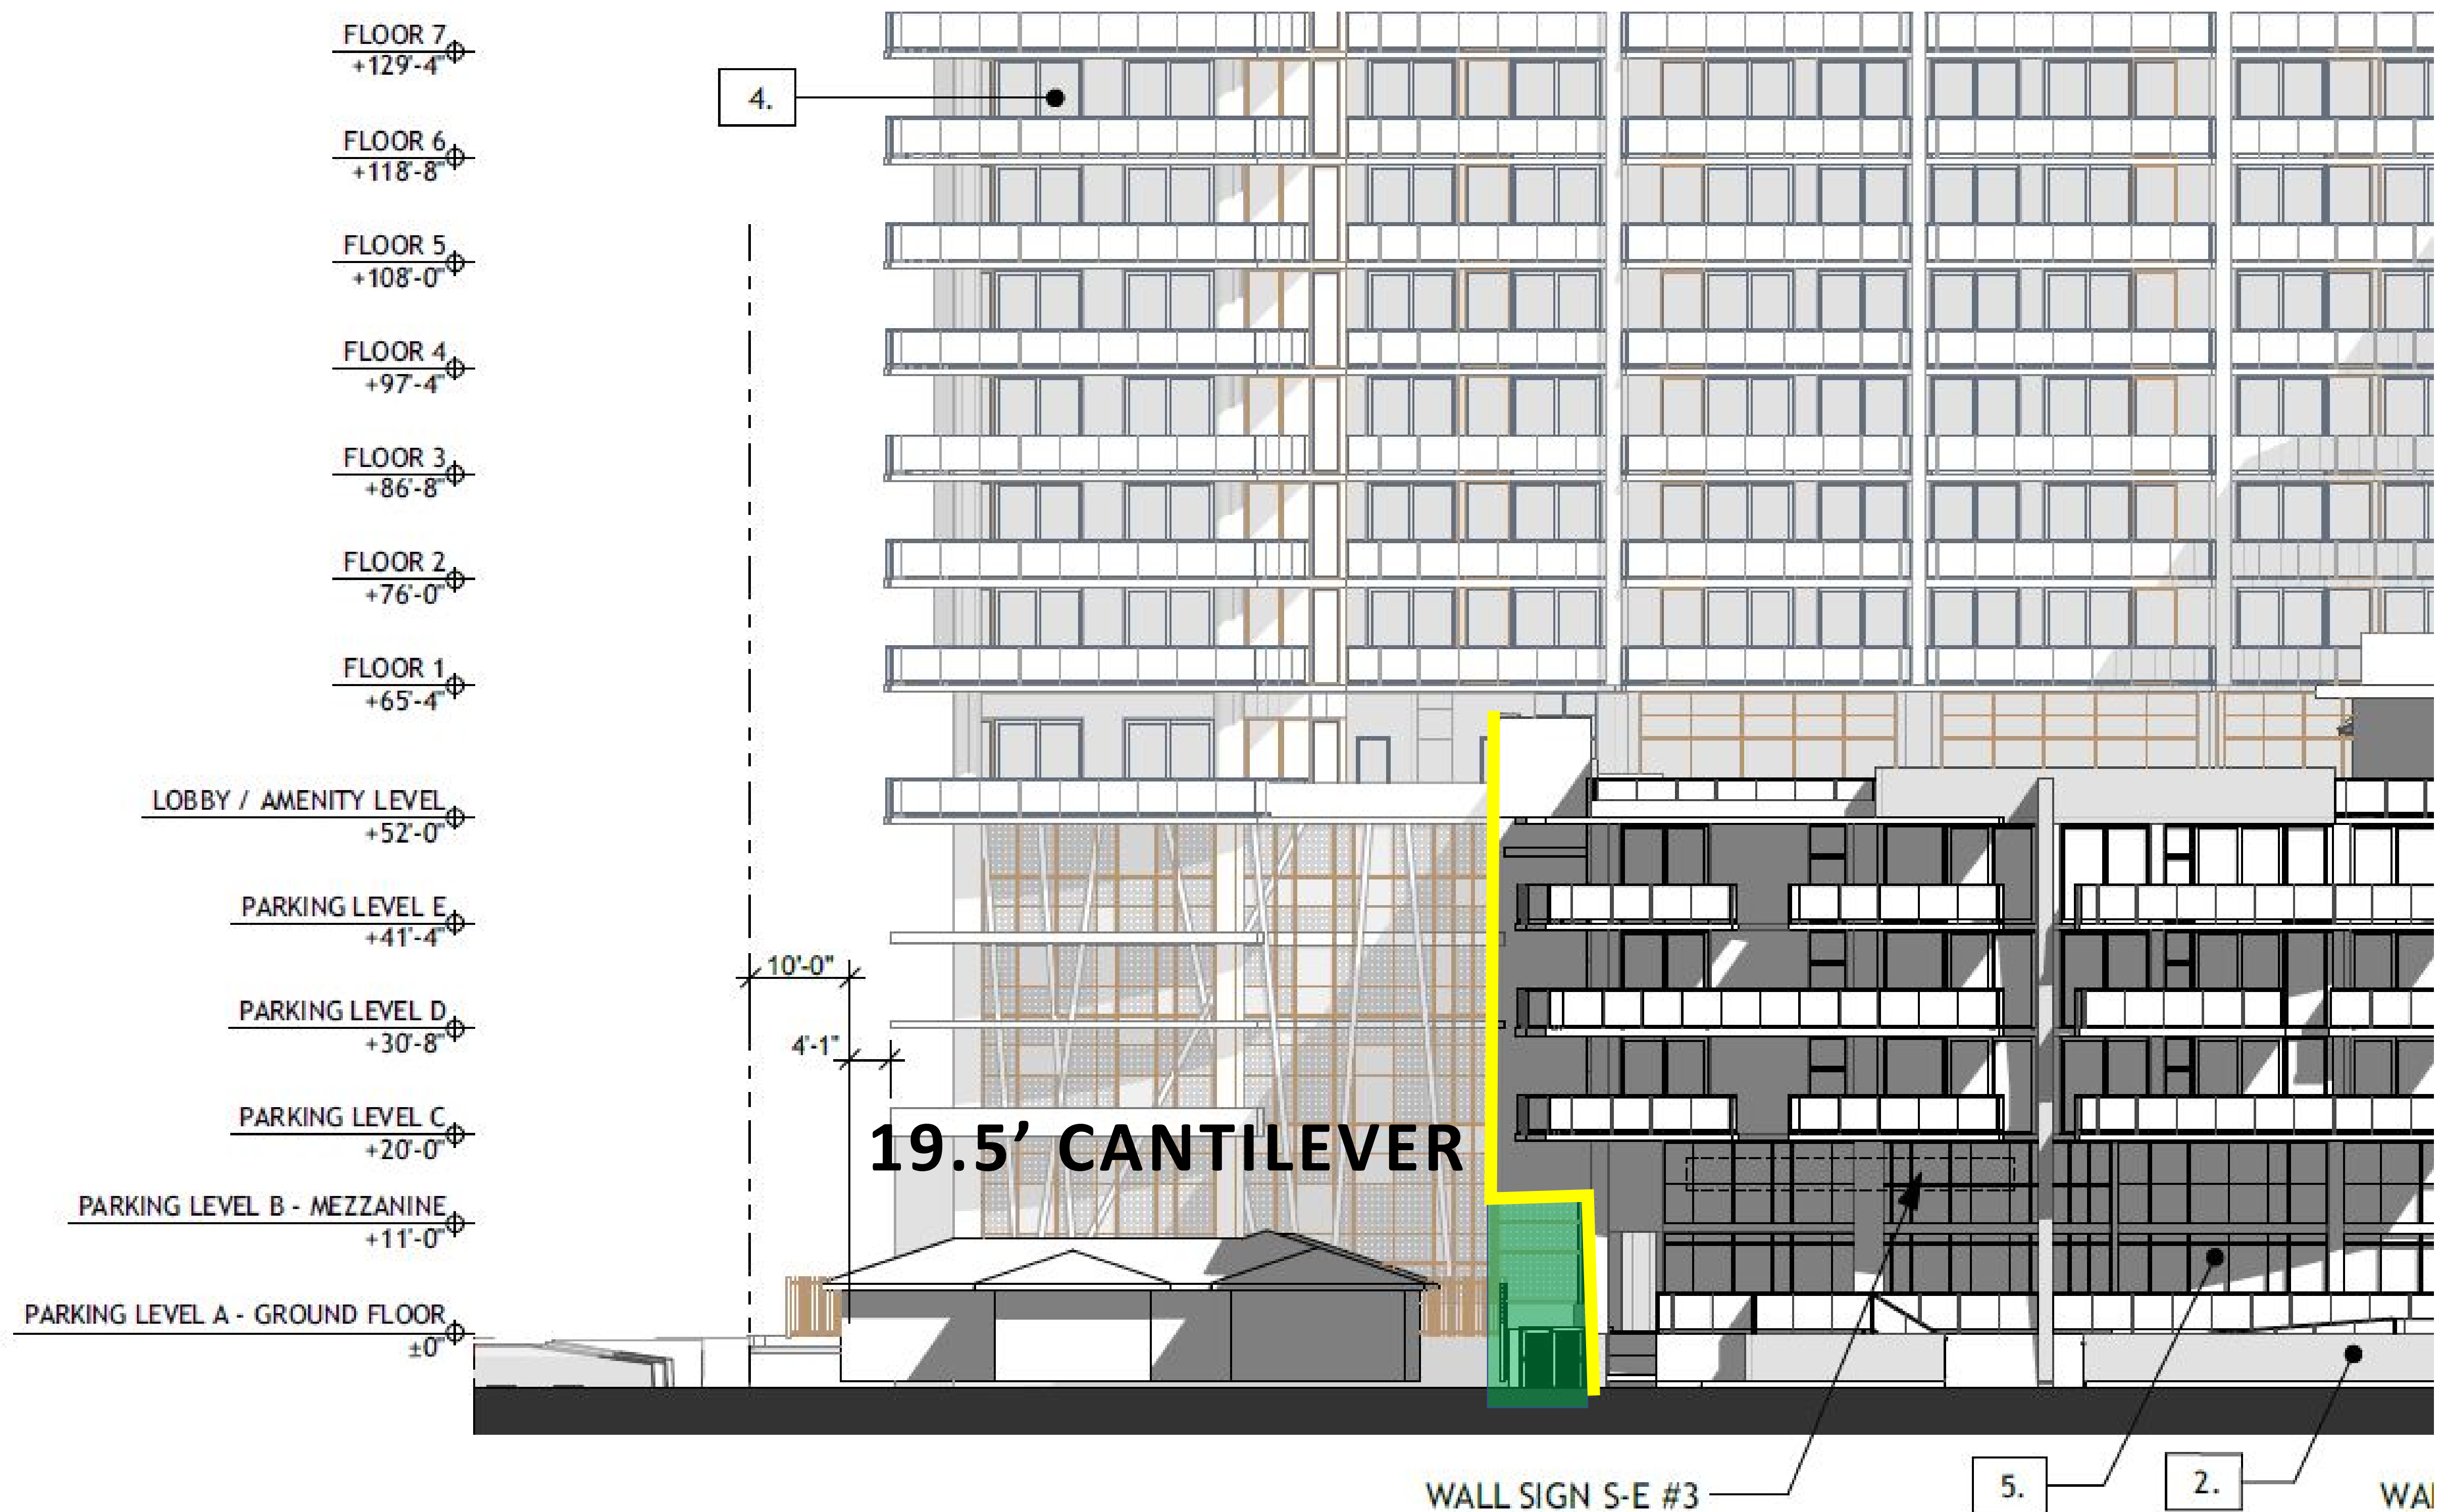 FLOOR 7
+129'-4"
4.
FLOOR 6
+118'-8"
FLOOR 5
+108'-0"
FLOOR 4
+97'-4"
FLOOR 3
+86'-8"
FLOOR 2
+76'-0"
FLOOR 1
+65'-4"
LOBBY / AMENITY LEVEL
+52'-0"
PARKING LEVEL E
+41'-4"
10'-0"
PARKING LEVEL D
+30'-8"
4'-1"
PARKING LEVEL C
+20'-0"
19.5’ CANTILEVER
PARKING LEVEL B - MEZZANINE
+11'-0"
PARKING LEVEL A - GROUND FLOOR
±0"
WALL SIGN S-E #3
5.
2.